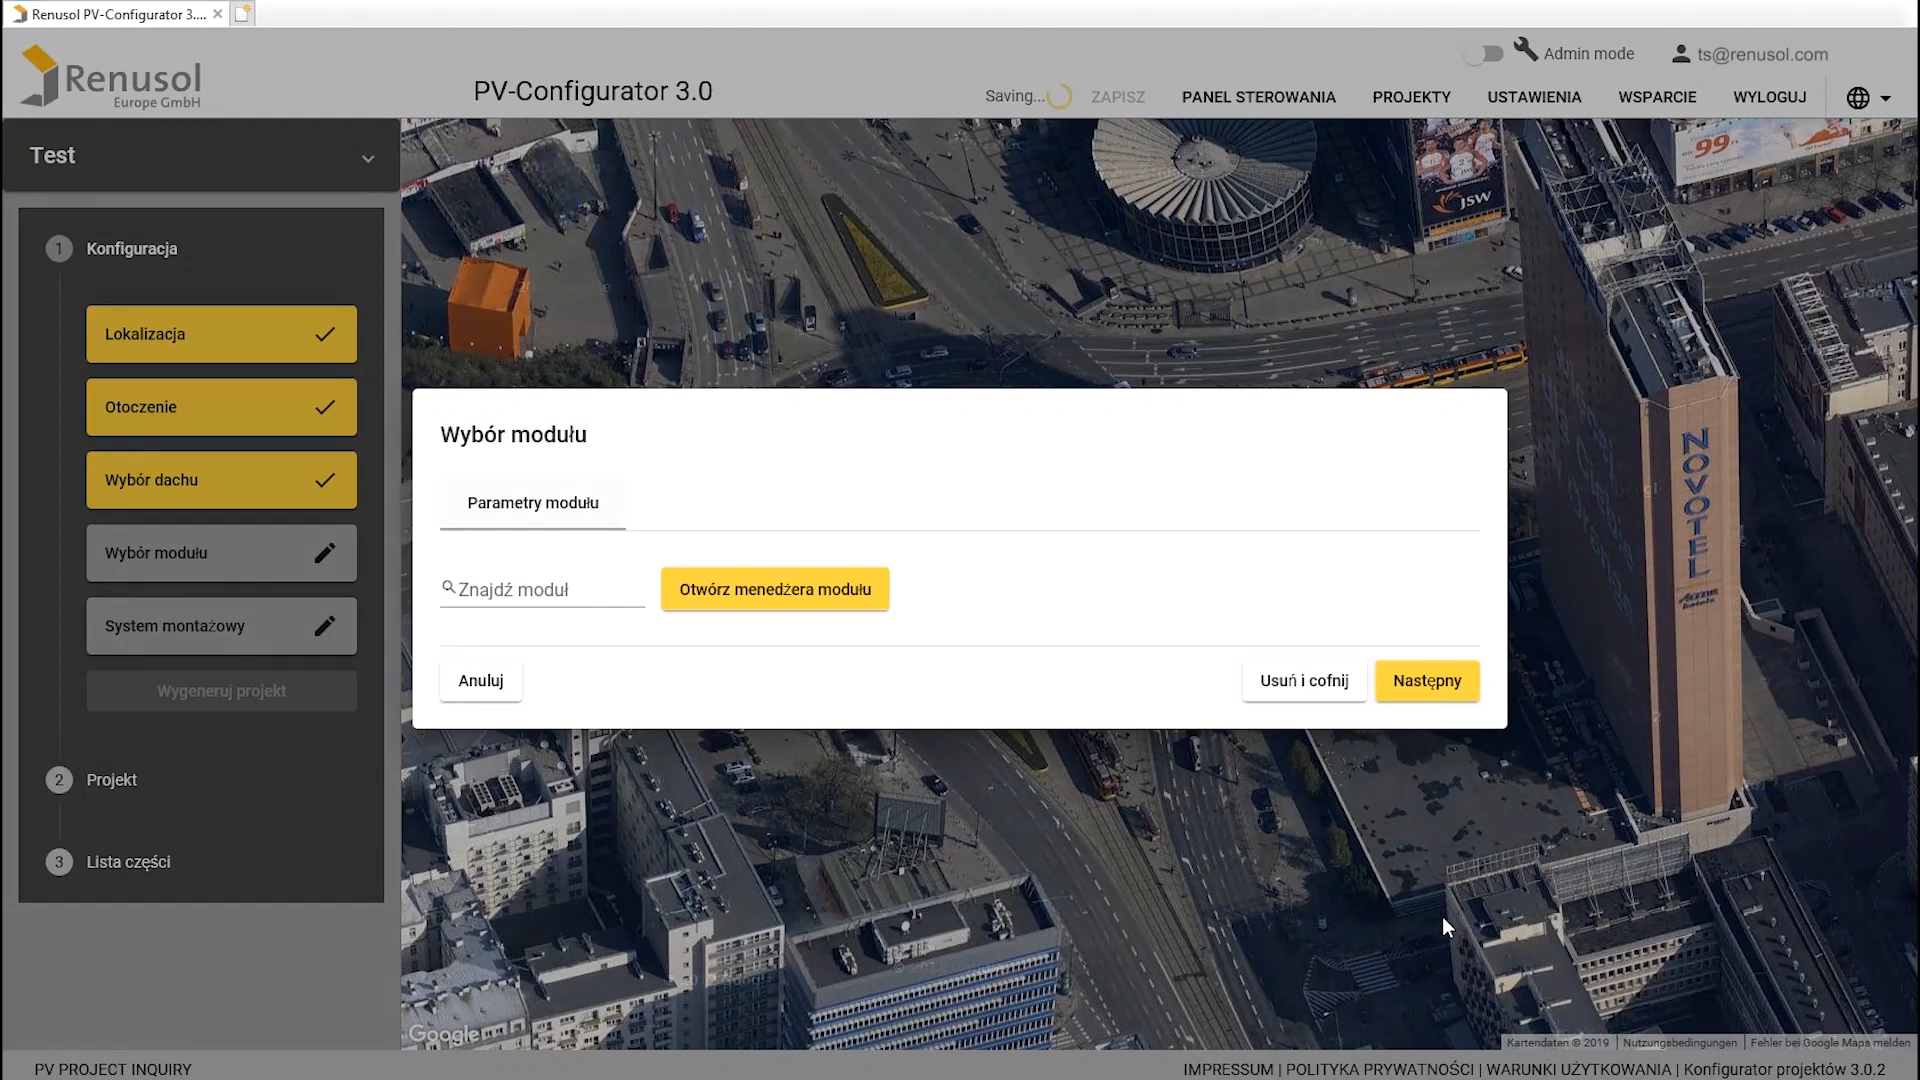 Renusol PV-Configurator 3....
Renusol
Europe GmbH
PV-Configurator 3.0
Admin mode
ts@renusol.com
Saving...
ZAPISZ
PANEL STEROWANIA
PROJEKTY
USTAWIENIA
WSPARCIE
WYLOGUJ
Test
1 Konfiguracja
Lokalizacja
Otoczenie
Wybór dachu
Wybór modułu
System montażowy
Wygeneruj projekt
2 Projekt
3 Lista części
99
JSW
NOVOTEL
Wybór modułu
Parametry modułu
Znajdź moduł
Otwórz menedżera modułu
Anuluj
Usuń i cofnij
Następny
Google
Kartendaten © 2019
Nutzungsbedingungen
Fehler bei Google Maps melden
PV PROJECT INQUIRY
IMPRESSUM | POLITYKA PRYWATNOŚCI | WARUNKI UŻYTKOWANIA | Konfigurator projektów 3.0.2